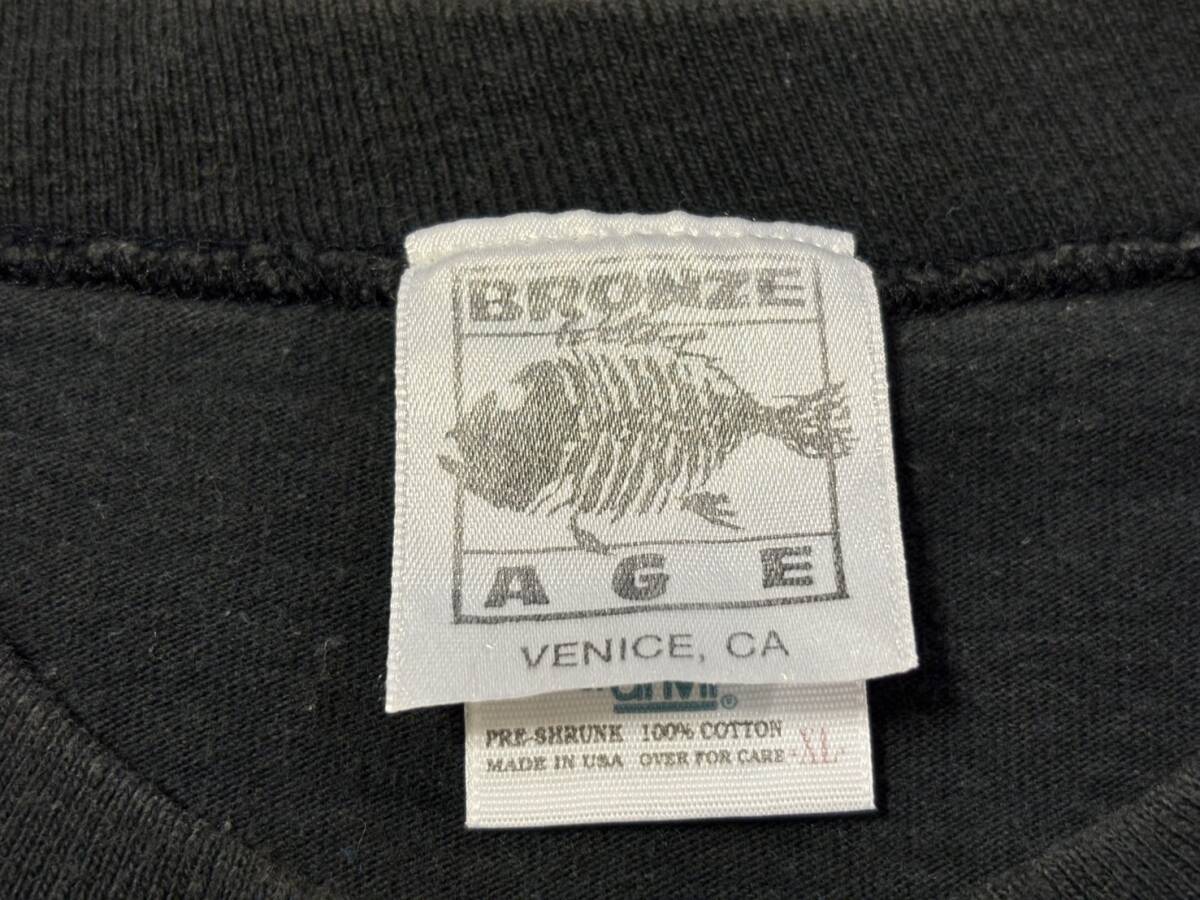 BRONZE
AGE
VENICE, CA
®
PRE-SHRUNK 100% COTTON
MADE IN USA OVER FOR CARE -XL-